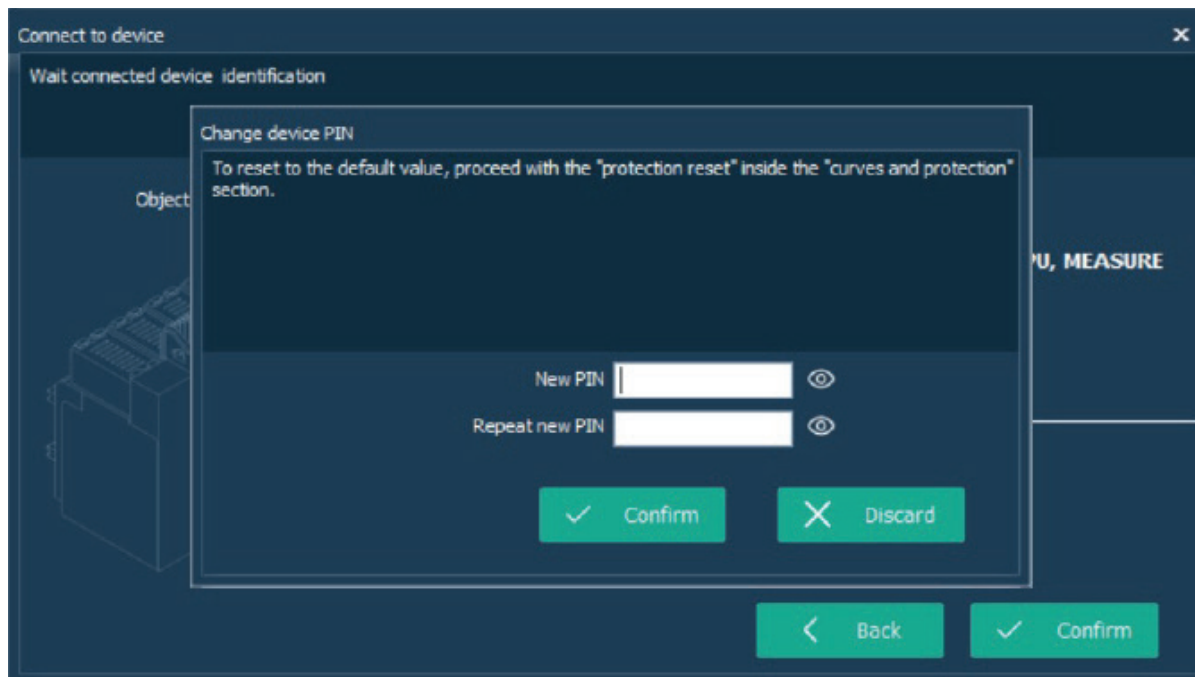 Connect to device
Wait connected device identification
Change device PIN
To reset to the default value, proceed with the "protection reset" inside the "curves and protection"
section.
Object
MEASURE
New PIN
Repeat new PIN
Confirm
Discard
Back
Confirm